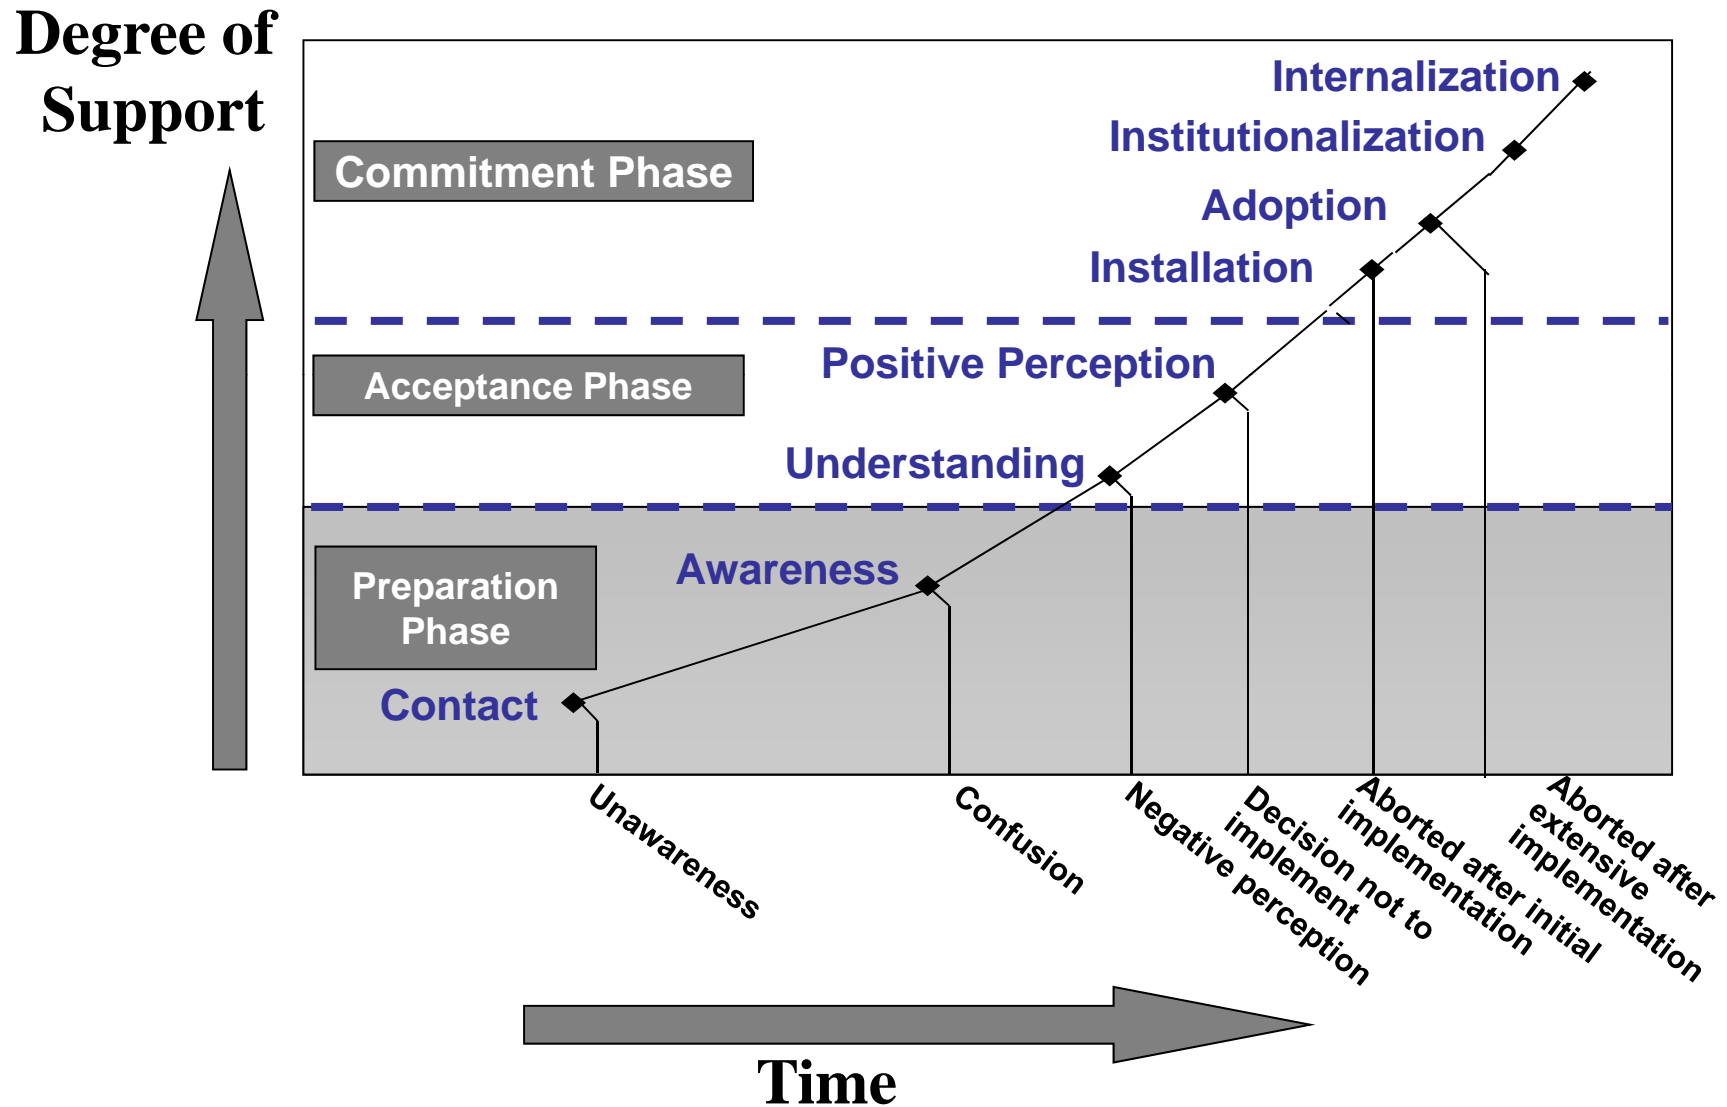 Degree of
Support
Internalization
Institutionalization
Commitment Phase
Adoption
Installation
Positive Perception
Acceptance Phase
Understanding
Awareness
Preparation
Phase
Contact
Unawareness
Confusion
Negative perception
Decision not to
implement
Aborted after initial
implementation
Aborted after
extensive
implementation
Time